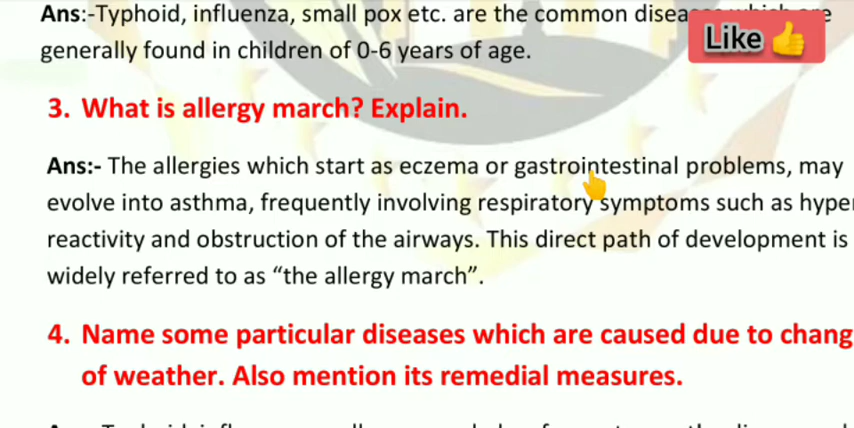 Ans:-Typhoid, influenza, small pox etc. are the common
Like
generally found in children of 0-6 years of age.
3. What is allergy march? Explain.
Ans:- The allergies which start as eczema or gastrointestinal problems, may
evolve into asthma, frequently involving respiratory symptoms such as
reactivity and obstruction of the airways. This direct path of development is
widely referred to as “the allergy march”.
4. Name some particular diseases which are caused due to
of weather. Also mention its remedial measures.